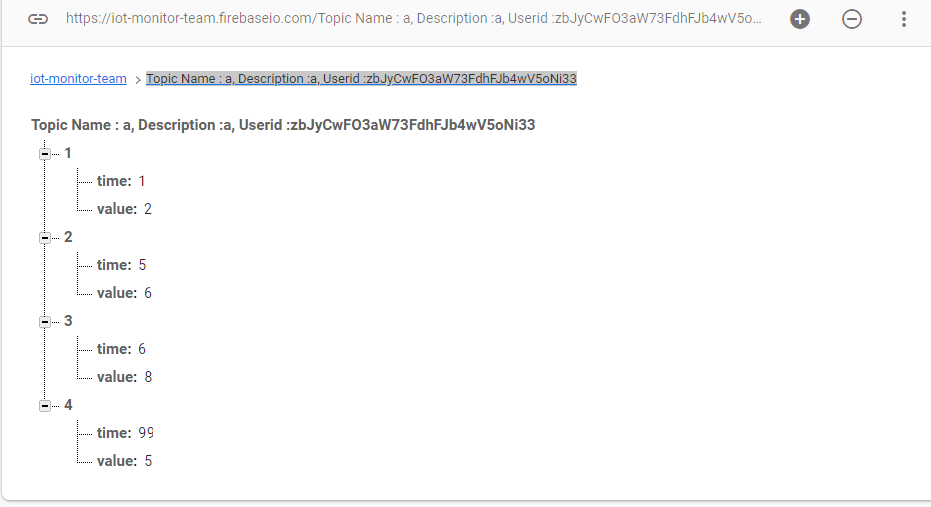 https://iot-monitor-team.firebaseio.com/Topic Name : a, Description :a, Userid :zbJyCwFO3aW73FdhFJb4wV5o...
iot-monitor-team > Topic Name : a, Description :a, Userid :zbJyCwFO3aW73FdhFJb4wV5oNi33
Topic Name : a, Description :a, Userid :zbJyCwFO3aW73FdhFJb4wV5oNi33
1
time: 1
value: 2
2
time: 5
value: 6
3
time: 6
value: 8
4
time: 99
value: 5